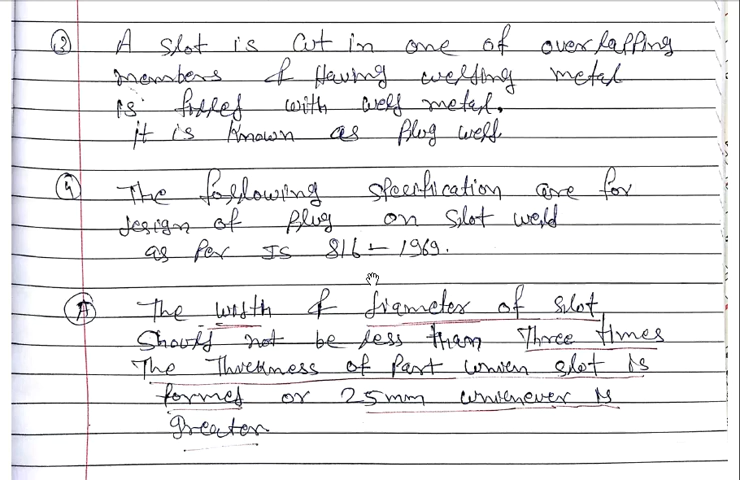 ③ A slot is cut in one of overlapping
members & Having welding metal
is filled with weld metal.
it is known as plug weld.
④ The following specification are for
design of plug on slot weld
as per IS 816 - 1969.
Ⓐ The width & diameter of slot
should not be less than Three times
The Thickness of Part which slot is
formed or 25mm whichever is
greater